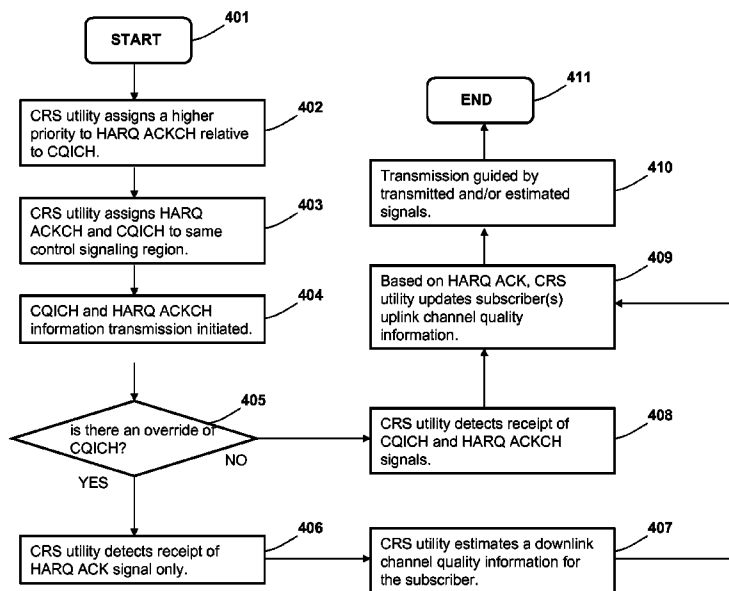 401
START
402
CRS utility assigns a higher
priority to HARQ ACKCH relative
to CQICH.
403
CRS utility assigns HARQ
ACKCH and CQICH to same
control signaling region.
404
CQICH and HARQ ACKCH
information transmission initiated.
405
is there an override of
CQICH?
NO
YES
406
CRS utility detects receipt of
HARQ ACK signal only.
407
CRS utility estimates a downlink
channel quality information for
the subscriber.
408
CRS utility detects receipt of
CQICH and HARQ ACKCH
signals.
409
Based on HARQ ACK, CRS
utility updates subscriber(s)
uplink channel quality
information.
410
Transmission guided by
transmitted and/or estimated
signals.
411
END